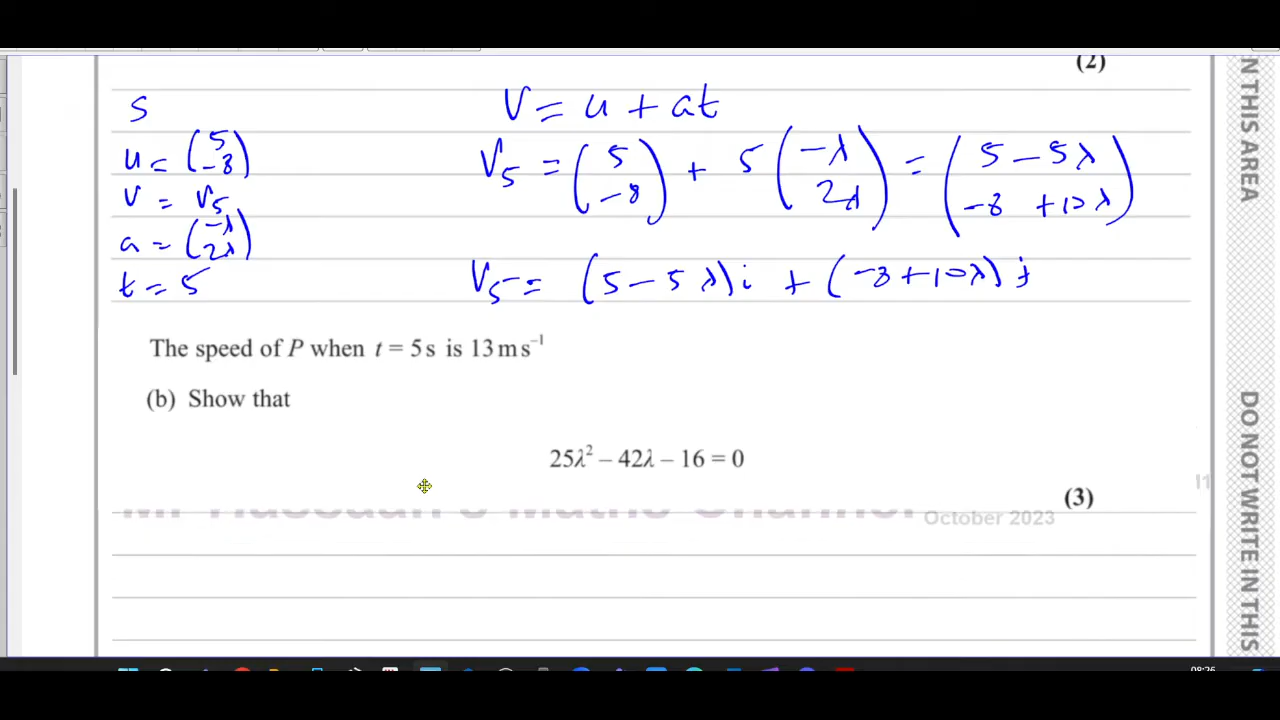 (2)
S
u = (5 -8)
v = v5
a = (-λ 2λ)
t = 5
V = u + at
V5 = (5 -8) + 5 (-λ 2λ) = (5 - 5λ -8 + 10λ)
V5 = (5 - 5λ)i + (-8 + 10λ)j
The speed of P when t = 5 s is 13 m s⁻¹
(b) Show that
25λ² – 42λ – 16 = 0
(3)
October 2023
N THIS AREA
DO NOT WRITE IN THIS
08:26